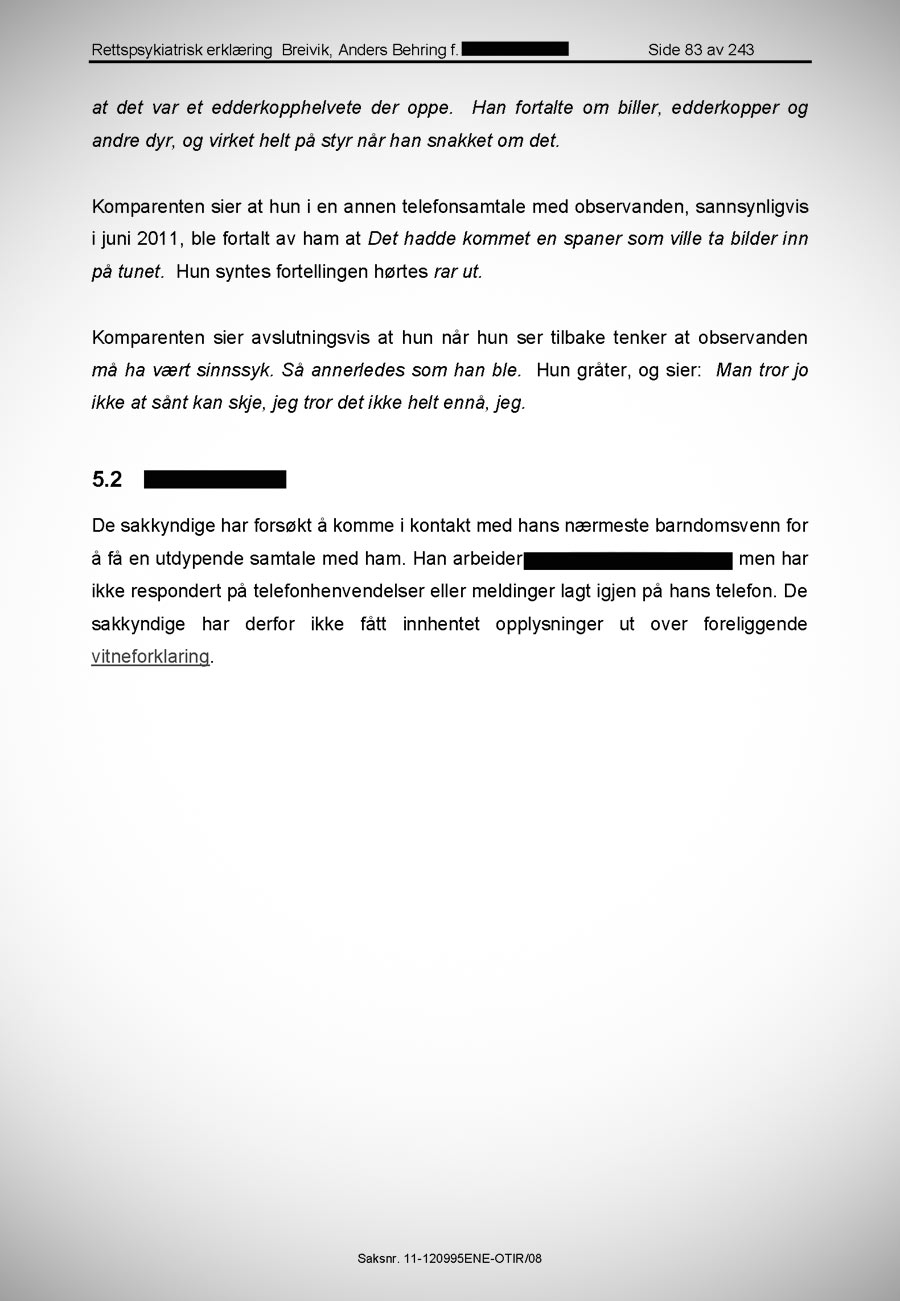 Rettspsykiatrisk erklæring Breivik, Anders Behring f. Side 83 av 243
at det var et edderkopphelvete der oppe. Han fortalte om biller, edderkopper og
andre dyr, og virket helt på styr når han snakket om det.
Komparenten sier at hun i en annen telefonsamtale med observanden, sannsynligvis
i juni 2011, ble fortalt av ham at Det hadde kommet en spaner som ville ta bilder inn
på tunet. Hun syntes fortellingen hørtes rar ut.
Komparenten sier avslutningsvis at hun når hun ser tilbake tenker at observanden
må ha vært sinnssyk. Så annerledes som han ble. Hun gråter, og sier: Man tror jo
ikke at sånt kan skje, jeg tror det ikke helt ennå, jeg.
5.2
De sakkyndige har forsøkt å komme i kontakt med hans nærmeste barndomsvenn for
å få en utdypende samtale med ham. Han arbeider men har
ikke respondert på telefonhenvendelser eller meldinger lagt igjen på hans telefon. De
sakkyndige har derfor ikke fått innhentet opplysninger ut over foreliggende
vitneforklaring.
Saksnr. 11-120995ENE-OTIR/08